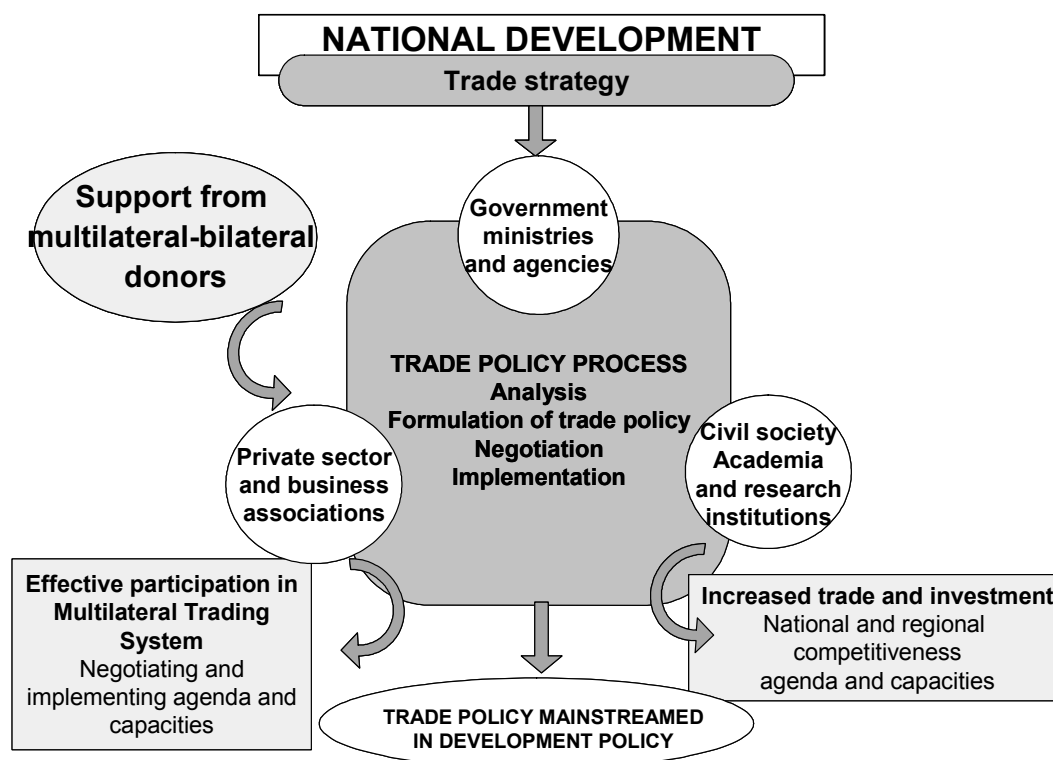 NATIONAL DEVELOPMENT
Trade strategy
Support from
multilateral-bilateral
donors
Government
ministries
and agencies
TRADE POLICY PROCESS
Analysis
Formulation of trade policy
Negotiation
Implementation
Private sector
and business
associations
Civil society
Academia
and research
institutions
Effective participation in
Multilateral Trading
System
Negotiating and
implementing agenda and
capacities
Increased trade and investment
National and regional
competitiveness
agenda and capacities
TRADE POLICY MAINSTREAMED
IN DEVELOPMENT POLICY